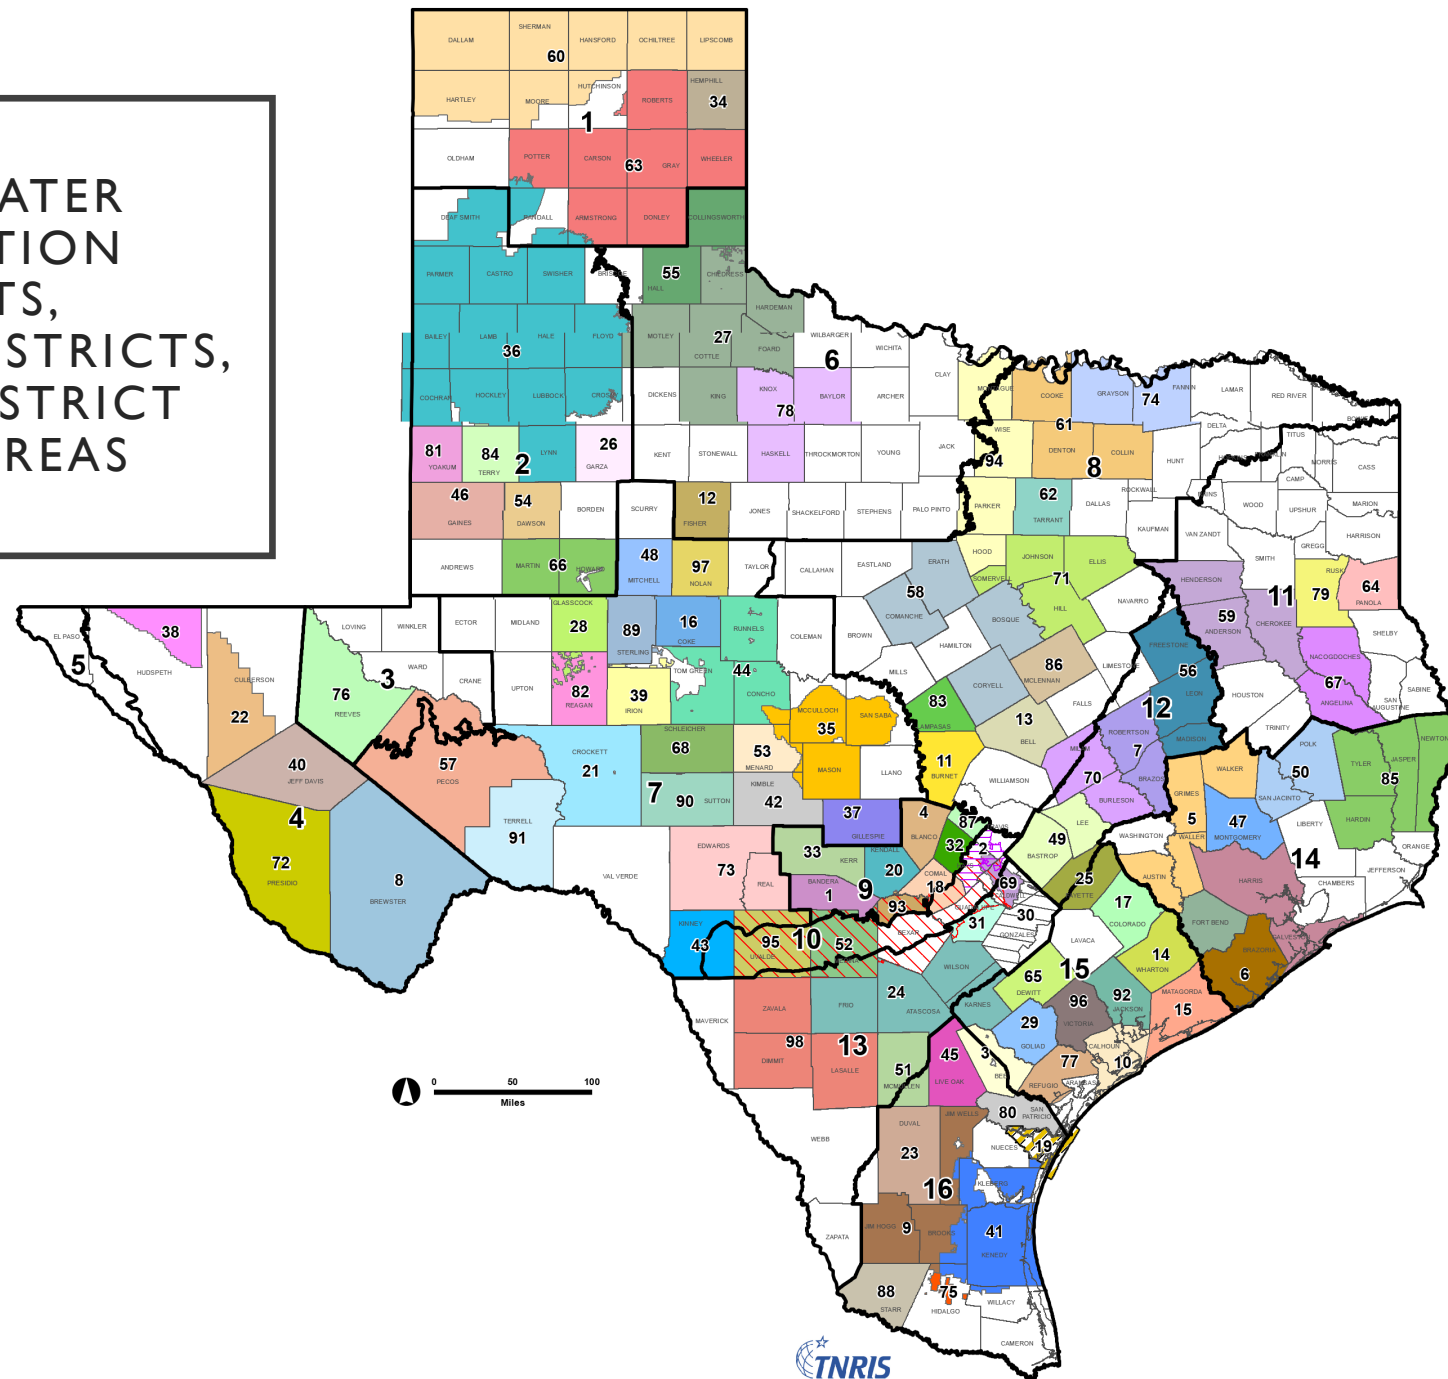 ATER
TION
TS,
STRICTS,
STRICT
REAS
DALLAM
SHERMAN
HANSFORD
OCHILTREE
LIPSCOMB
60
HARTLEY
MOORE
HUTCHINSON
ROBERTS
HEMPHILL
34
1
OLDHAM
POTTER
CARSON
63
GRAY
WHEELER
DEAF SMITH
RANDALL
ARMSTRONG
DONLEY
COLLINGSWORTH
PARMER
CASTRO
SWISHER
55
HALL
CHILDRESS
HARDEMAN
BAILEY
LAMB
HALE
FLOYD
36
MOTLEY
27
COTTLE
FOARD
WILBARGER
6
WICHITA
CLAY
COCHRAN
HOCKLEY
LUBBOCK
DICKENS
KING
KNOX
78
BAYLOR
ARCHER
COOKE
GRAYSON
74
FANNIN
LAMAR
RED RIVER
81
YOAKUM
84
TERRY
2
LYNN
26
GARZA
KENT
STONEWALL
HASKELL
THROCKMORTON
YOUNG
JACK
WISE
94
61
DENTON
COLLIN
8
HUNT
DELTA
TITUS
MORRIS
CASS
CAMP
46
GAINES
54
DAWSON
BORDEN
SCURRY
12
FISHER
JONES
SHACKELFORD
STEPHENS
PALO PINTO
PARKER
62
TARRANT
DALLAS
ROCKWALL
KAUFMAN
VAN ZANDT
WOOD
UPSHUR
MARION
HARRISON
GREGG
SMITH
ANDREWS
MARTIN
66
HOWARD
48
MITCHELL
97
NOLAN
TAYLOR
CALLAHAN
EASTLAND
ERATH
HOOD
SOMERVELL
JOHNSON
ELLIS
71
HILL
NAVARRO
HENDERSON
59
ANDERSON
CHEROKEE
11
RUSK
79
64
PANOLA
SHELBY
EL PASO
5
38
HUDSPETH
CULBERSON
22
LOVING
WINKLER
ECTOR
MIDLAND
GLASSCOCK
28
89
STERLING
16
COKE
RUNNELS
COLEMAN
BROWN
58
COMANCHE
HAMILTON
BOSQUE
MILLS
3
WARD
CRANE
76
REEVES
UPTON
82
REAGAN
39
IRION
TOM GREEN
44
CONCHO
MCCULLOCH
35
SAN SABA
CORYELL
86
MCLENNAN
LIMESTONE
FREESTONE
56
LEON
FALLS
83
13
BELL
12
ROBERTSON
7
MADISON
BRAZOS
HOUSTON
TRINITY
NACOGDOCHES
67
ANGELINA
SAN AUGUSTINE
SABINE
40
JEFF DAVIS
4
57
PECOS
CROCKETT
21
SCHLEICHER
68
53
MENARD
MASON
LLANO
11
BURNET
WILLIAMSON
70
BURLESON
WALKER
POLK
50
SAN JACINTO
TYLER
JASPER
NEWTON
85
HARDIN
72
PRESIDIO
8
BREWSTER
TERRELL
91
7
90
SUTTON
KIMBLE
42
37
GILLESPIE
4
BLANCO
87
32
2
49
LEE
BASTROP
WASHINGTON
GRIMES
5
WALLER
47
MONTGOMERY
LIBERTY
14
ORANGE
JEFFERSON
CHAMBERS
VAL VERDE
EDWARDS
73
REAL
33
KERR
BANDERA
1
9
KENDALL
20
COMAL
18
69
25
AUSTIN
HARRIS
17
COLORADO
FORT BEND
BRAZORIA
6
KINNEY
43
95
10
52
93
BEXAR
31
30
GONZALES
LAVACA
15
14
WHARTON
MATAGORDA
15
MAVERICK
ZAVALA
FRIO
24
ATASCOSA
WILSON
KARNES
65
DEWITT
96
VICTORIA
92
JACKSON
29
GOLIAD
CALHOUN
10
DIMMIT
98
13
LASALLE
51
MCMULLEN
45
LIVE OAK
3
BEE
77
REFUGIO
0
50
100
Miles
WEBB
DUVAL
23
JIM WELLS
80
SAN PATRICIO
NUECES
19
16
KLEBERG
ZAPATA
JIM HOGG
9
BROOKS
41
KENEDY
88
STARR
75
HIDALGO
WILLACY
CAMERON
TNRIS